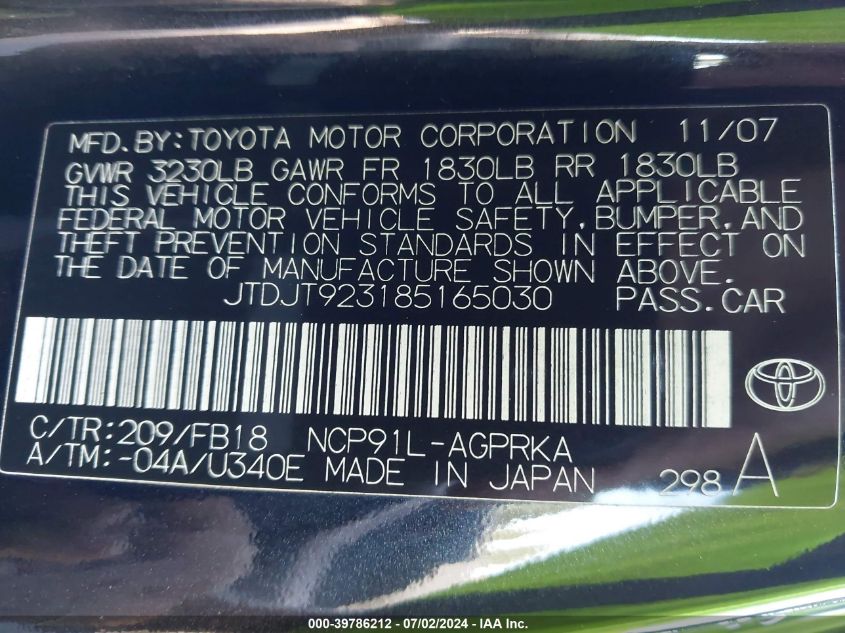 MFD.BY:TOYOTA MOTOR CORPORATION 11/07
GVWR 3230LB GAWR FR 1830LB RR 1830LB
THIS VEHICLE CONFORMS TO ALL APPLICABLE
FEDERAL MOTOR VEHICLE SAFETY,BUMPER,AND
THEFT PREVENTION STANDARDS IN EFFECT ON
THE DATE OF MANUFACTURE SHOWN ABOVE.
JTDJT923185165030 PASS.CAR
C/TR:209/FB18 NCP91L-AGPRKA
A/TM:-04A/U340E MADE IN JAPAN 298 A
000-39786212 - 07/02/2024 - IAA Inc.